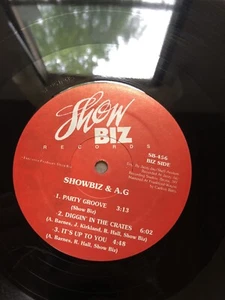 Show
BIZ
RECORDS
SB-456
BIZ SIDE
SHOWBIZ & A.G
1. PARTY GROOVE 3:13
(Show Biz)
2. DIGGIN' IN THE CRATES 6:02
(A. Barnes, J. Kirkland, R. Hall, Show Biz)
3. IT'S UP TO YOU 4:48
(A. Barnes, R. Hall, Show Biz)